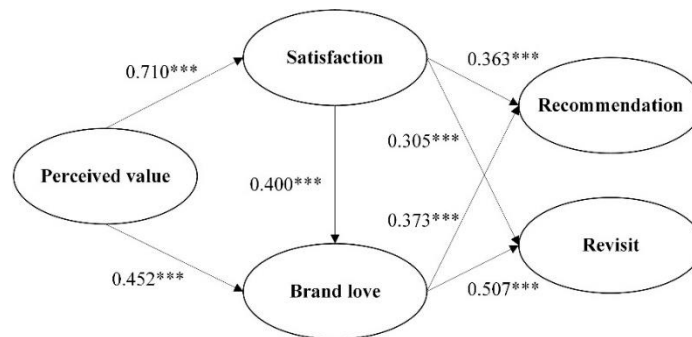 Satisfaction
0.710***
0.363***
Recommendation
0.305***
Perceived value
0.400***
0.373***
Revisit
0.452***
Brand love
0.507***